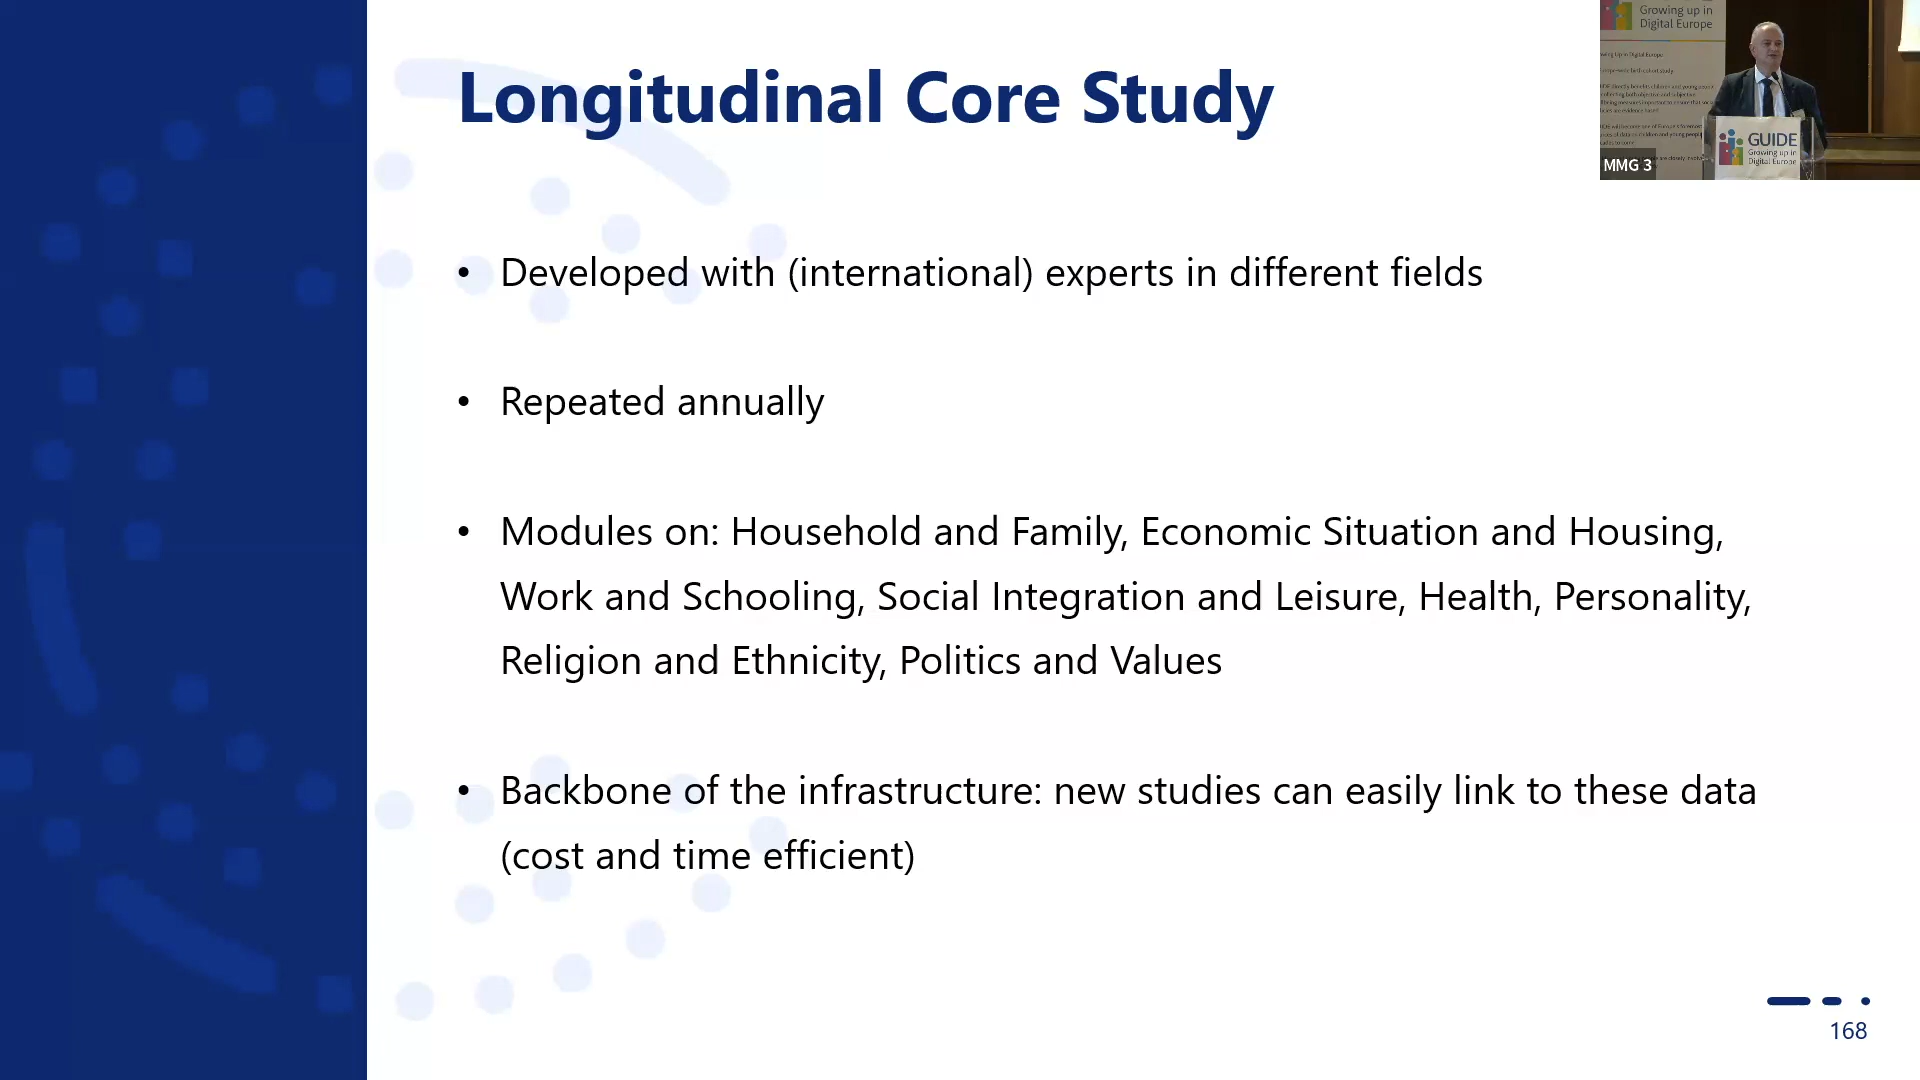 Longitudinal Core Study
• Developed with (international) experts in different fields
• Repeated annually
• Modules on: Household and Family, Economic Situation and Housing,
Work and Schooling, Social Integration and Leisure, Health, Personality,
Religion and Ethnicity, Politics and Values
• Backbone of the infrastructure: new studies can easily link to these data
(cost and time efficient)
168
Growing up in
Digital Europe
GUIDE
Growing up in
Digital Europe
MMG 3